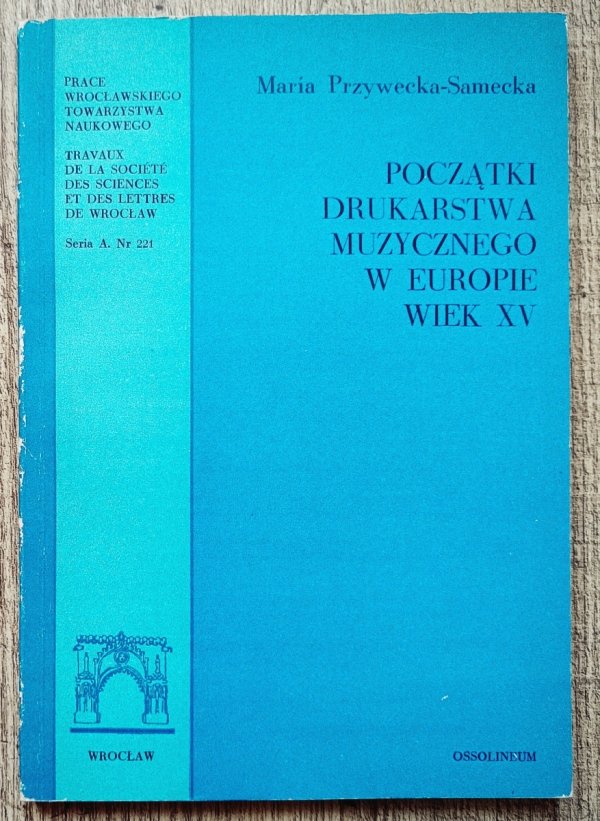 PRACE
WROCŁAWSKIEGO
TOWARZYSTWA
NAUKOWEGO
TRAVAUX
DE LA SOCIÉTÉ
DES SCIENCES
ET DES LETTRES
DE WROCŁAW
Seria A. Nr 221
Maria Przywecka-Samecka
POCZĄTKI
DRUKARSTWA
MUZYCZNEGO
W EUROPIE
WIEK XV
WROCŁAW
OSSOLINEUM